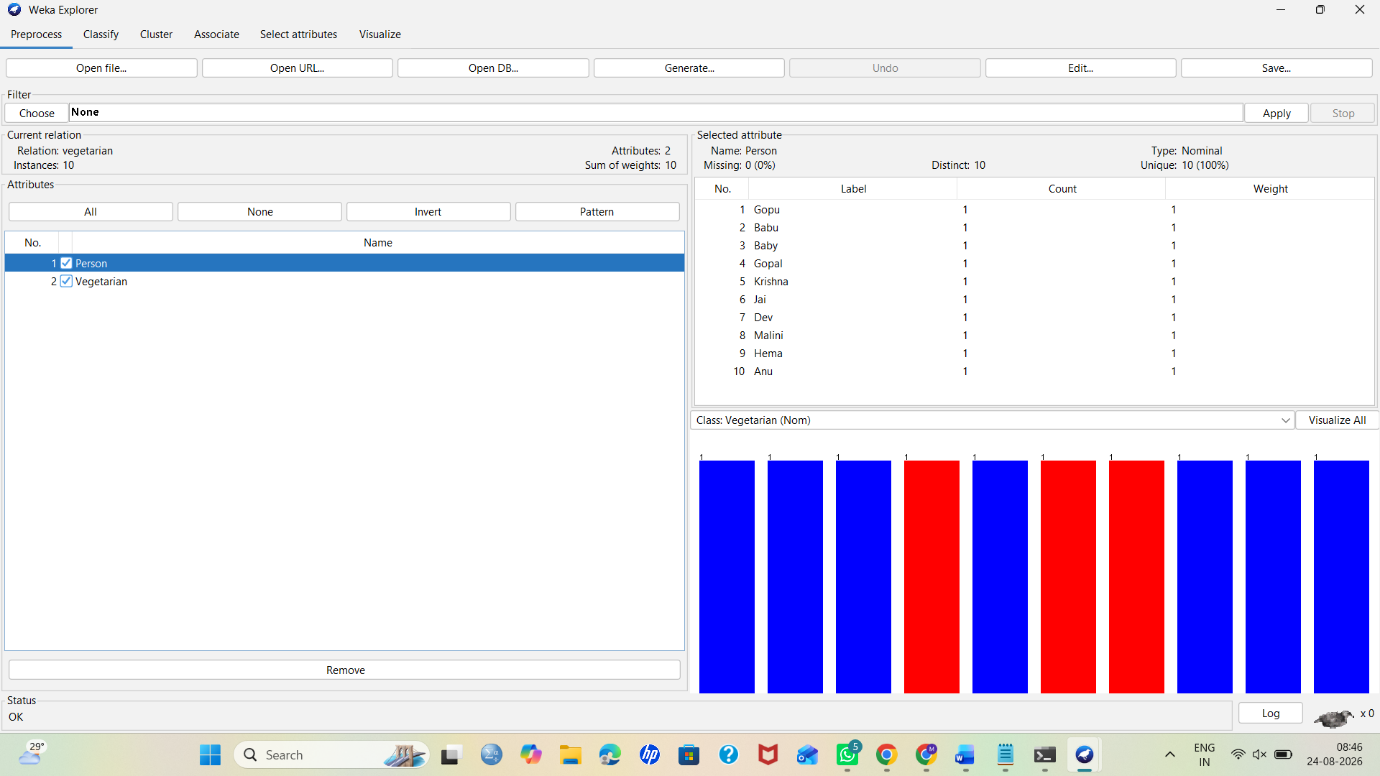 Weka Explorer
Preprocess Classify Cluster Associate Select attributes Visualize
Open file... Open URL... Open DB... Generate... Undo Edit... Save...
Filter
Choose None Apply Stop
Current relation
Relation: vegetarian Attributes: 2
Instances: 10 Sum of weights: 10
Attributes
All None Invert Pattern
No. Name
1 Person
2 Vegetarian
Remove
Selected attribute
Name: Person Type: Nominal
Missing: 0 (0%) Distinct: 10 Unique: 10 (100%)
No. Label Count Weight
1 Gopu 1 1
2 Babu 1 1
3 Baby 1 1
4 Gopal 1 1
5 Krishna 1 1
6 Jai 1 1
7 Dev 1 1
8 Malini 1 1
9 Hema 1 1
10 Anu 1 1
Class: Vegetarian (Nom) Visualize All
1 1 1 1 1 1 1 1 1 1
Status
OK
Log x 0
29°
Search
hp
5
M
ENG
IN
08:46
24-08-2026